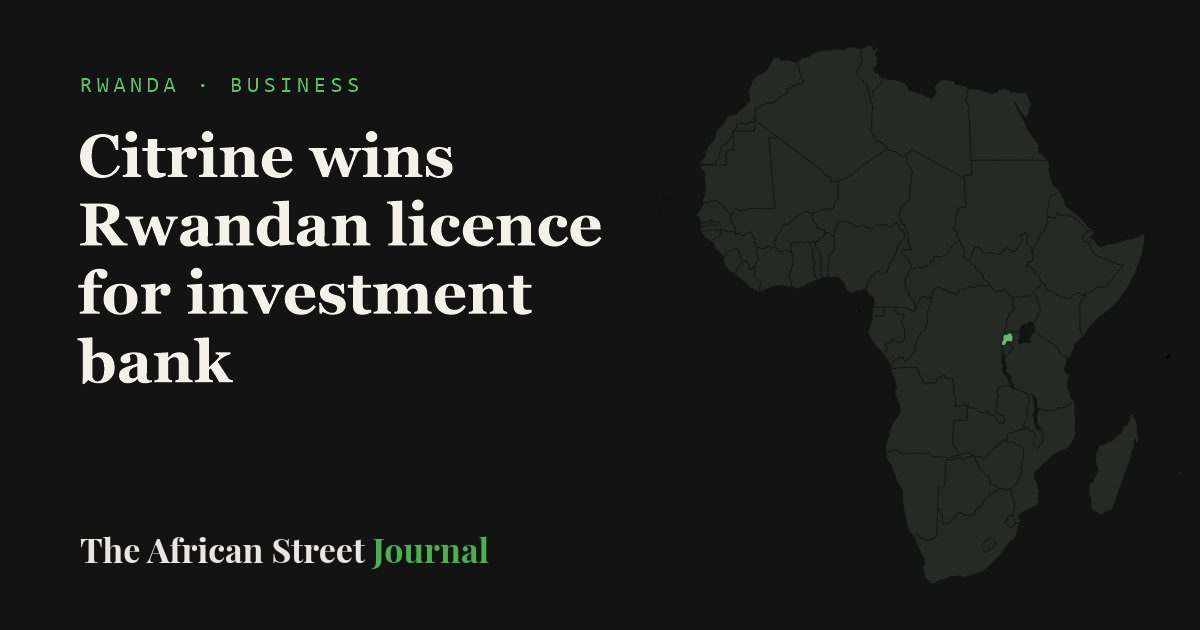 RWANDA · BUSINESS
Citrine wins
Rwandan licence
for investment
bank
The African Street Journal